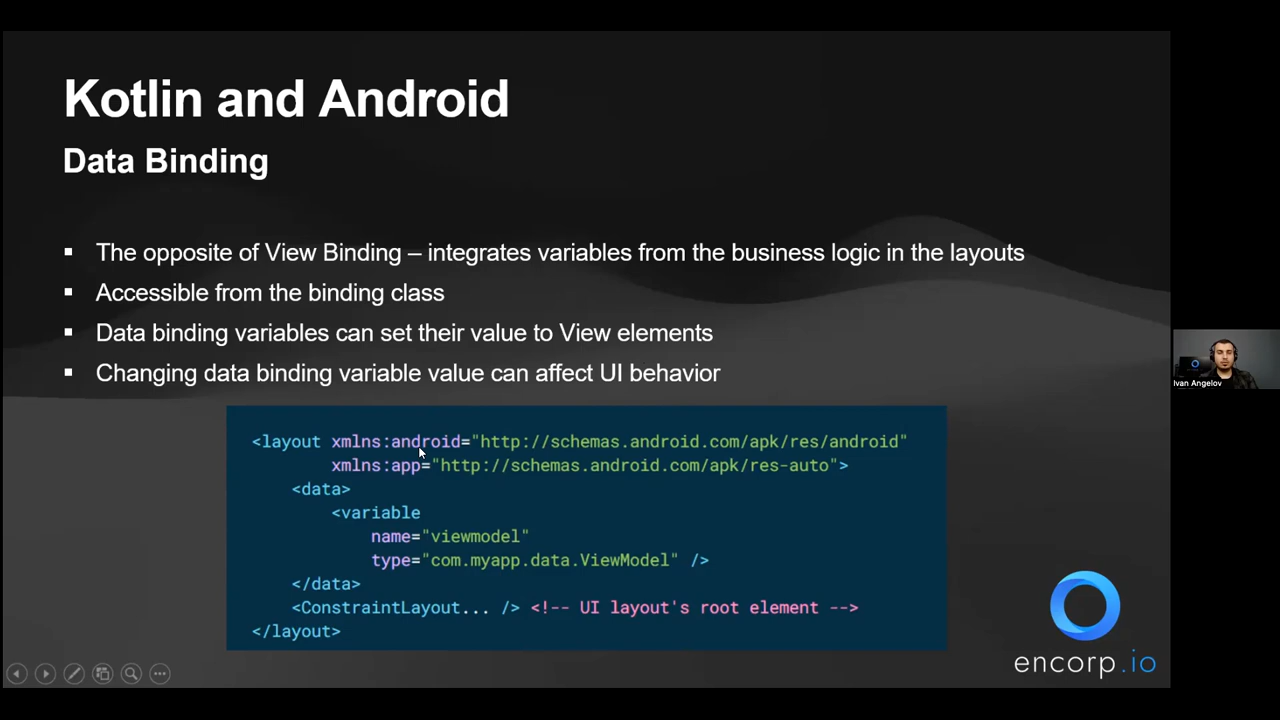 Kotlin and Android
Data Binding
▪ The opposite of View Binding – integrates variables from the business logic in the layouts
▪ Accessible from the binding class
▪ Data binding variables can set their value to View elements
▪ Changing data binding variable value can affect UI behavior
<layout xmlns:android="http://schemas.android.com/apk/res/android"
xmlns:app="http://schemas.android.com/apk/res-auto">
<data>
<variable
name="viewmodel"
type="com.myapp.data.ViewModel" />
</data>
<ConstraintLayout... /> <!-- UI layout's root element -->
</layout>
encorp.io
Ivan Angelov